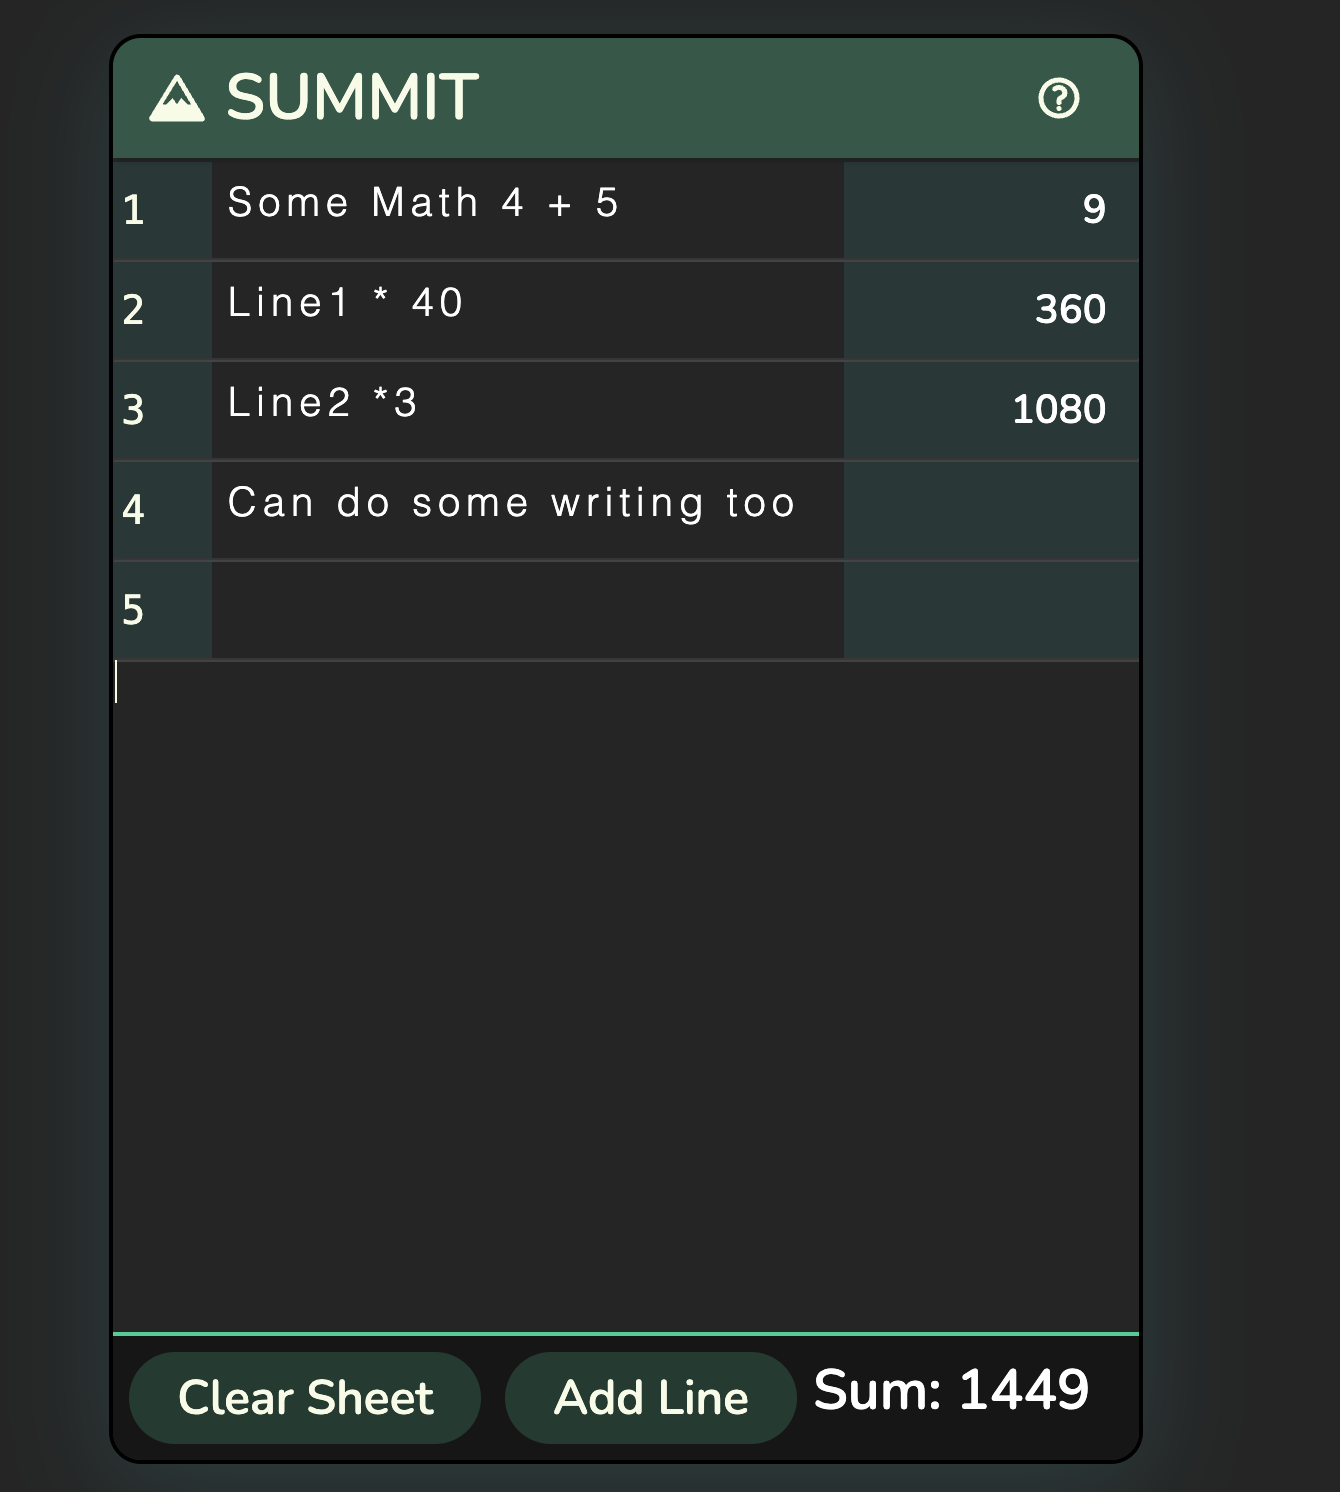 SUMMIT
1 Some Math 4 + 5 9
2 Line1 * 40 360
3 Line2 *3 1080
4 Can do some writing too
5
Clear Sheet Add Line Sum: 1449